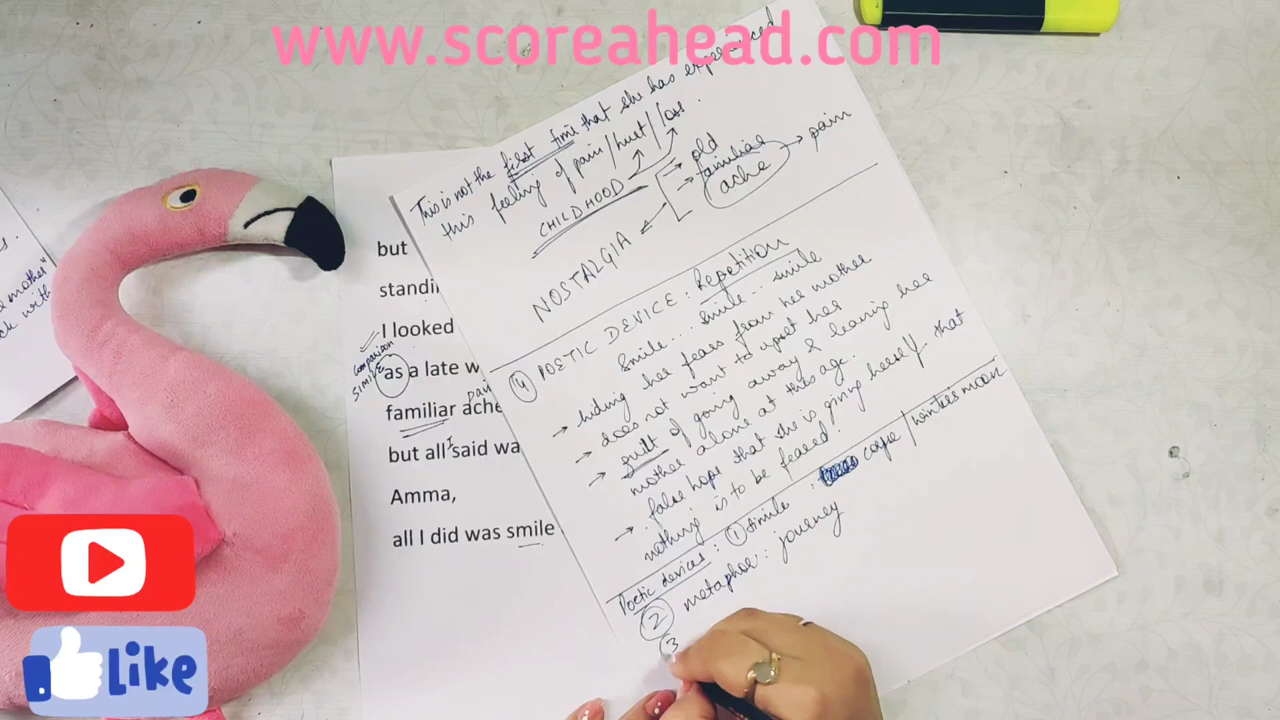 www.scoreahead.com
This is not the first time that she has experienced
this feeling of pain/hurt/loss.
CHILDHOOD
→ old
→ familiar
ache → pain
NOSTALGIA
4 POETIC DEVICE: Repetition
Smile... smile... smile
→ hiding her fears from her mother
→ does not want to upset her
→ guilt of going away & leaving her
mother alone at this age.
→ false hope that she is giving herself that
nothing is to be feared.
Poetic devices: 1 simile: corpse/winter's moon
2 metaphor: journey
3
but
standi
I looked
comparison
simile
as a late w
pain
familiar ache
but all I said wa
Amma,
all I did was smile
s.
mother"
ck with
Like